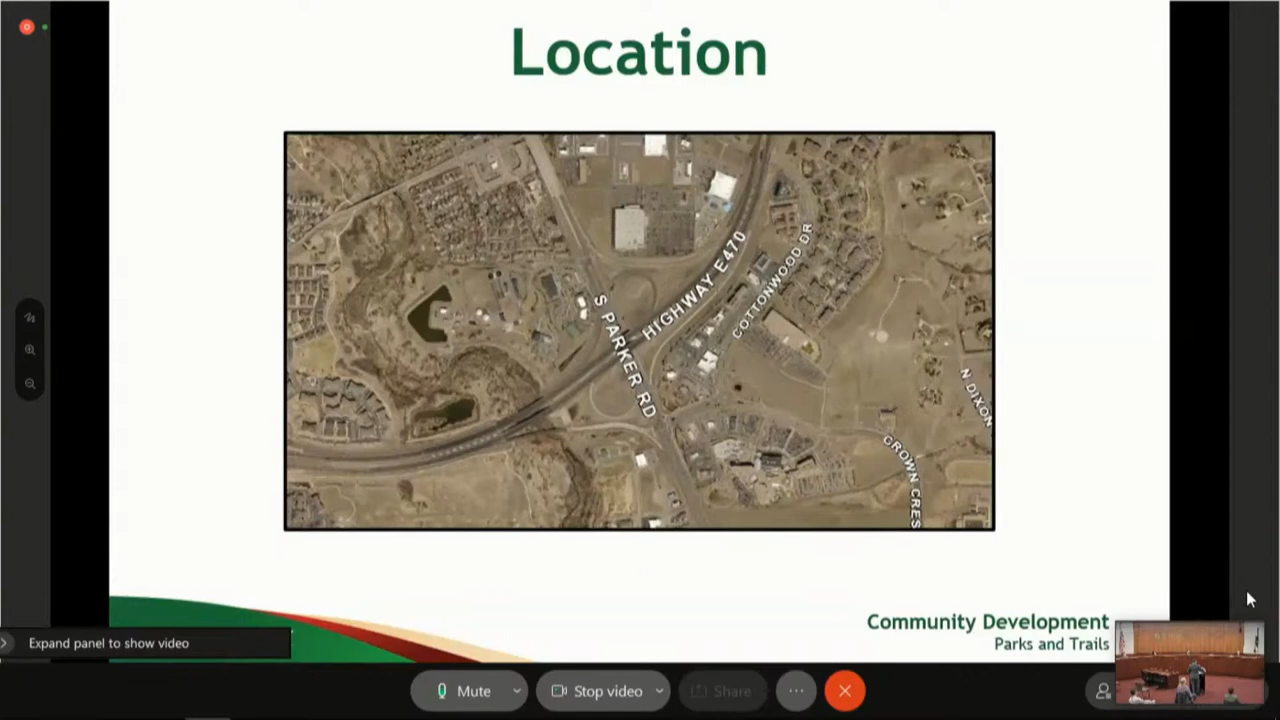 Location
HIGHWAY E470
COTTONWOOD DR
S PARKER RD
N DIXON
CROWN CRES
Community Development
Parks and Trails
Expand panel to show video
Mute
Stop video
Share